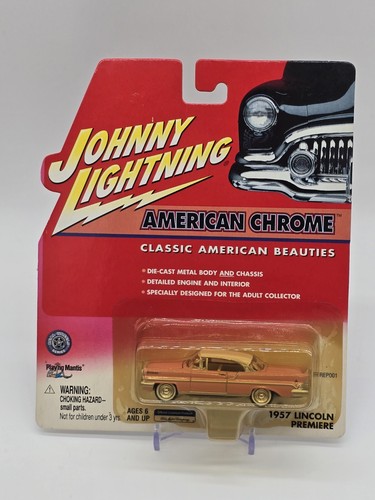 JOHNNY
LIGHTNING
AMERICAN CHROME™
CLASSIC AMERICAN BEAUTIES
• DIE-CAST METAL BODY AND CHASSIS
• DETAILED ENGINE AND INTERIOR
• SPECIALLY DESIGNED FOR THE ADULT COLLECTOR
Playing Mantis
WARNING:
CHOKING HAZARD—
small parts.
Not for children under 3 yrs.
AGES 6
AND UP
1957 LINCOLN
PREMIERE